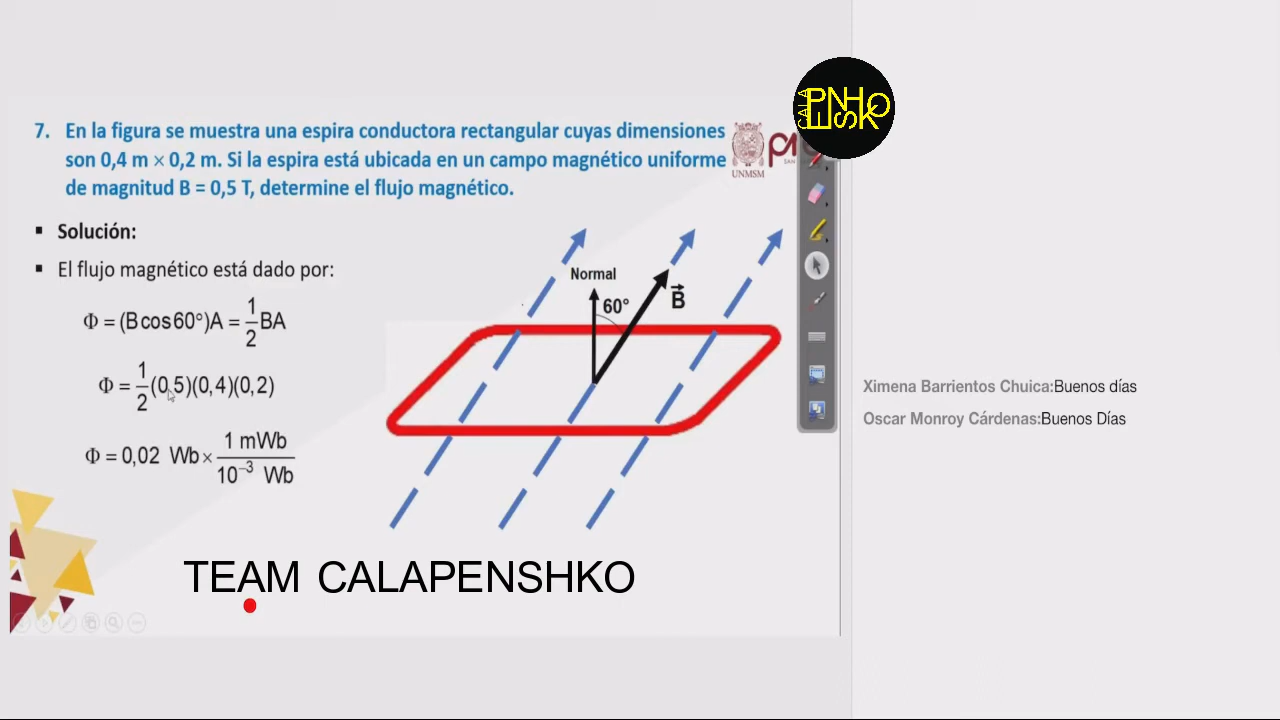 7. En la figura se muestra una espira conductora rectangular cuyas dimensiones
son 0,4 m × 0,2 m. Si la espira está ubicada en un campo magnético uniforme
de magnitud B = 0,5 T, determine el flujo magnético.
UNMSM
CALAPENSHKO
▪ Solución:
▪ El flujo magnético está dado por:
Φ = (Bcos60°)A = 1/2 BA
Φ = 1/2 (0,5)(0,4)(0,2)
Φ = 0,02 Wb × 1 mWb / 10⁻³ Wb
Normal
60°
B⃗
Ximena Barrientos Chuica:Buenos días
Oscar Monroy Cárdenas:Buenos Días
TEAM CALAPENSHKO